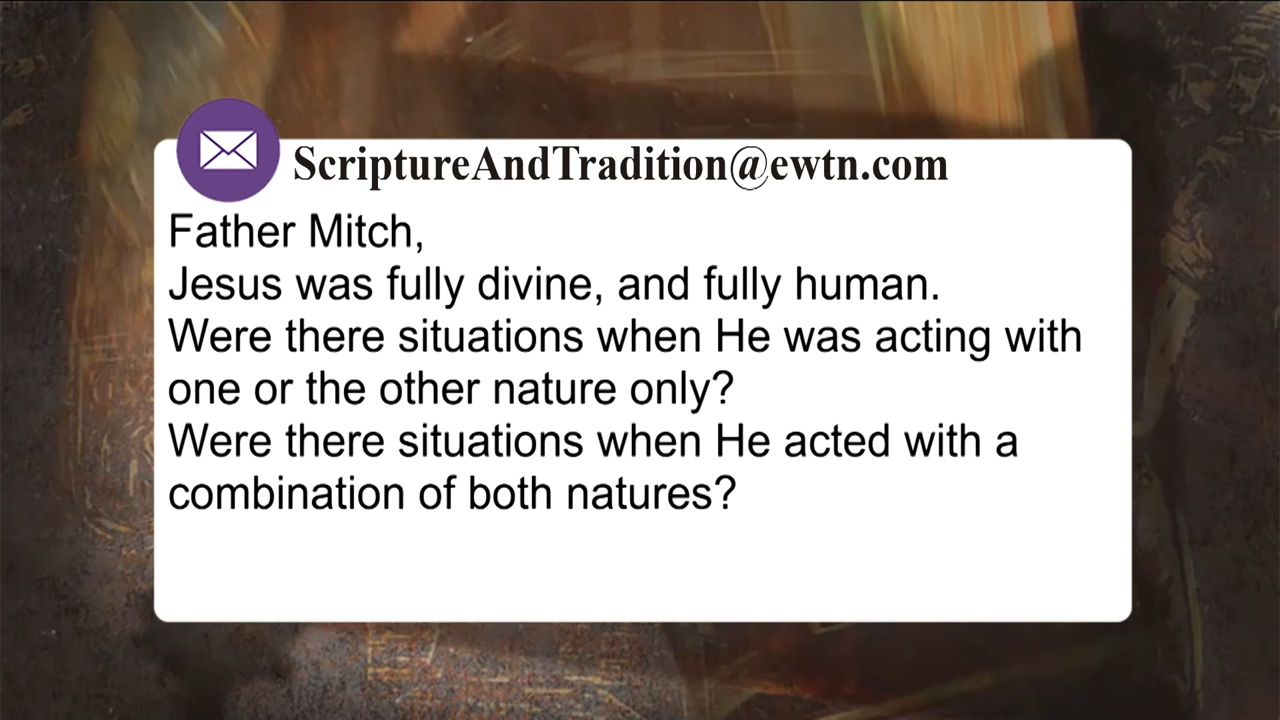 ScriptureAndTradition@ewtn.com
Father Mitch,
Jesus was fully divine, and fully human.
Were there situations when He was acting with
one or the other nature only?
Were there situations when He acted with a
combination of both natures?